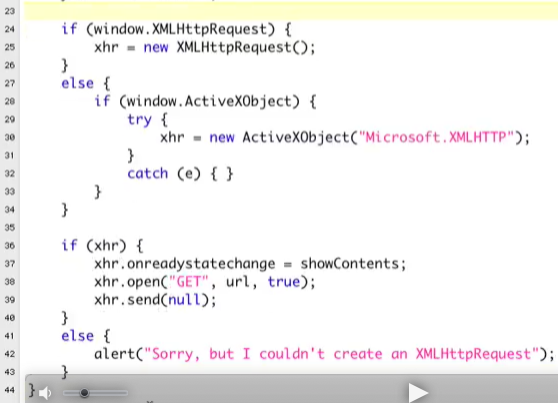 23
24 if (window.XMLHttpRequest) {
25 xhr = new XMLHttpRequest();
26 }
27 else {
28 if (window.ActiveXObject) {
29 try {
30 xhr = new ActiveXObject("Microsoft.XMLHTTP");
31 }
32 catch (e) { }
33 }
34 }
35
36 if (xhr) {
37 xhr.onreadystatechange = showContents;
38 xhr.open("GET", url, true);
39 xhr.send(null);
40 }
41 else {
42 alert("Sorry, but I couldn't create an XMLHttpRequest");
43 }
44 }